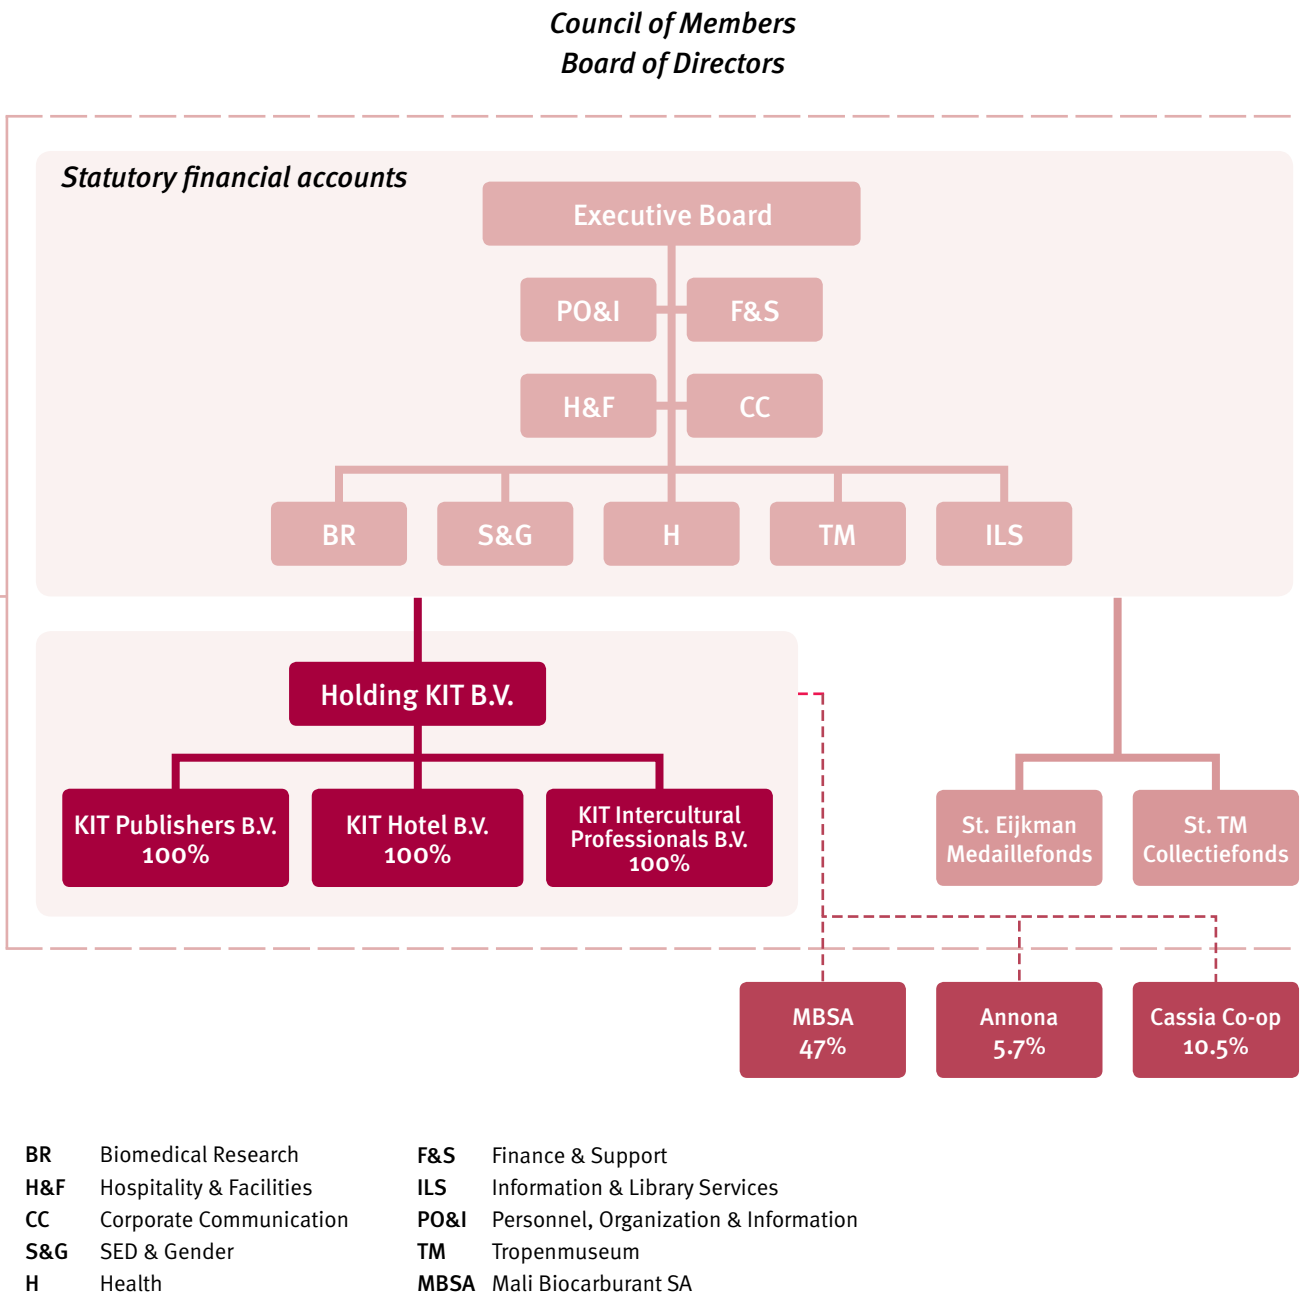 Council of Members
Board of Directors
Statutory financial accounts
Executive Board
PO&I
F&S
H&F
CC
BR
S&G
H
TM
ILS
Holding KIT B.V.
KIT Publishers B.V.
100%
KIT Hotel B.V.
100%
KIT Intercultural
Professionals B.V.
100%
St. Eijkman
Medaillefonds
St. TM
Collectiefonds
MBSA
47%
Annona
5.7%
Cassia Co-op
10.5%
BR Biomedical Research
H&F Hospitality & Facilities
CC Corporate Communication
S&G SED & Gender
H Health
F&S Finance & Support
ILS Information & Library Services
PO&I Personnel, Organization & Information
TM Tropenmuseum
MBSA Mali Biocarburant SA